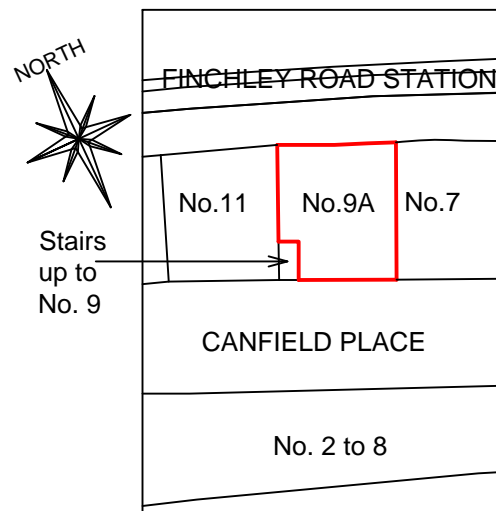 NORTH
FINCHLEY ROAD STATION
No.11
No.9A
No.7
Stairs
up to
No. 9
CANFIELD PLACE
No. 2 to 8